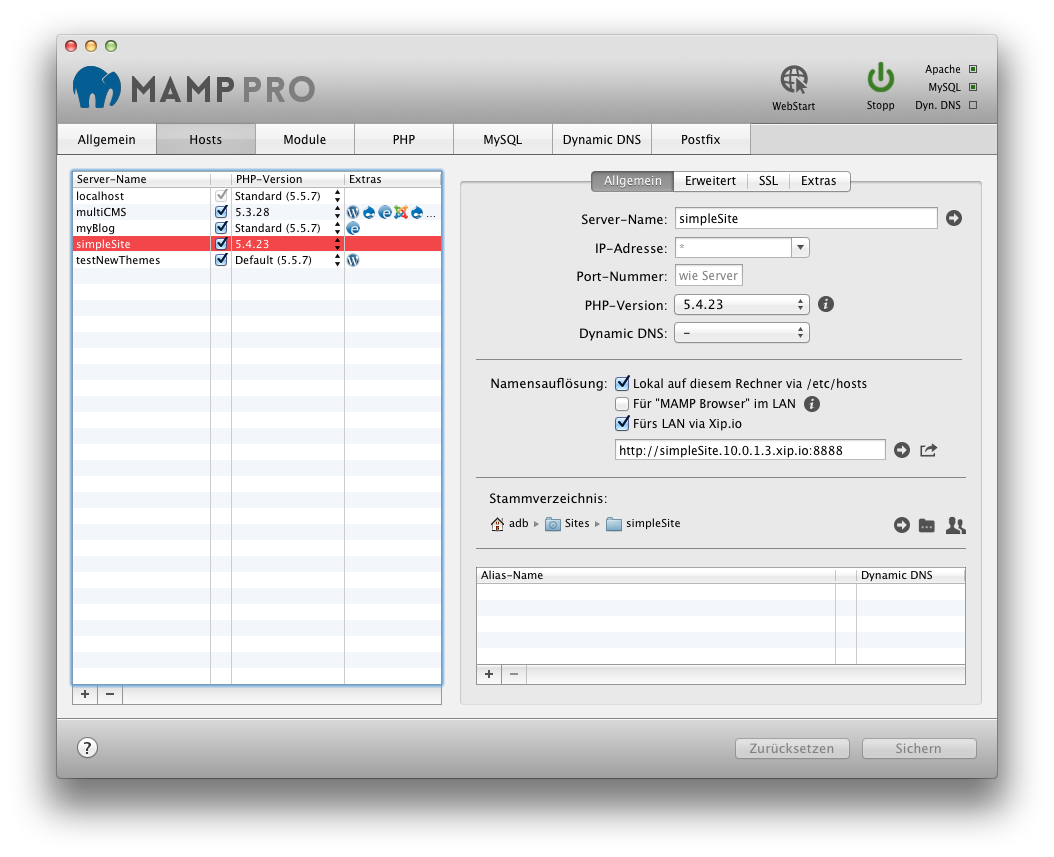 MAMP PRO
WebStart
Stopp
Apache
MySQL
Dyn. DNS
Allgemein Hosts Module PHP MySQL Dynamic DNS Postfix
Server-Name PHP-Version Extras
localhost Standard (5.5.7)
multiCMS 5.3.28 ...
myBlog Standard (5.5.7)
simpleSite 5.4.23
testNewThemes Default (5.5.7)
+ −
Allgemein Erweitert SSL Extras
Server-Name: simpleSite
IP-Adresse: *
Port-Nummer: wie Server
PHP-Version: 5.4.23
Dynamic DNS: –
Namensauflösung: Lokal auf diesem Rechner via /etc/hosts
Für "MAMP Browser" im LAN
Fürs LAN via Xip.io
http://simpleSite.10.0.1.3.xip.io:8888
Stammverzeichnis:
adb Sites simpleSite
Alias-Name Dynamic DNS
+ −
? Zurücksetzen Sichern